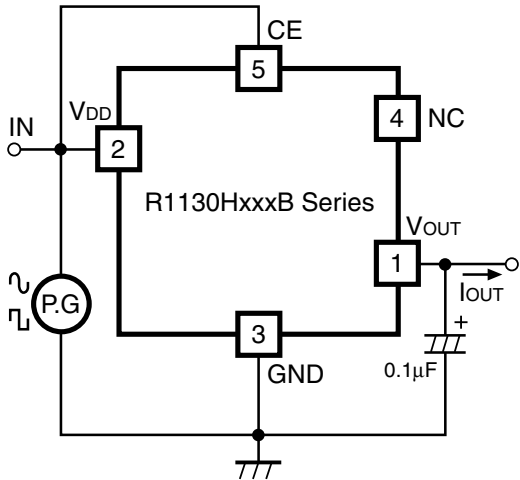 CE
5
VDD
4
NC
IN
2
R1130HxxxB Series
VOUT
1
IOUT
P.G
3
+
0.1μF
GND